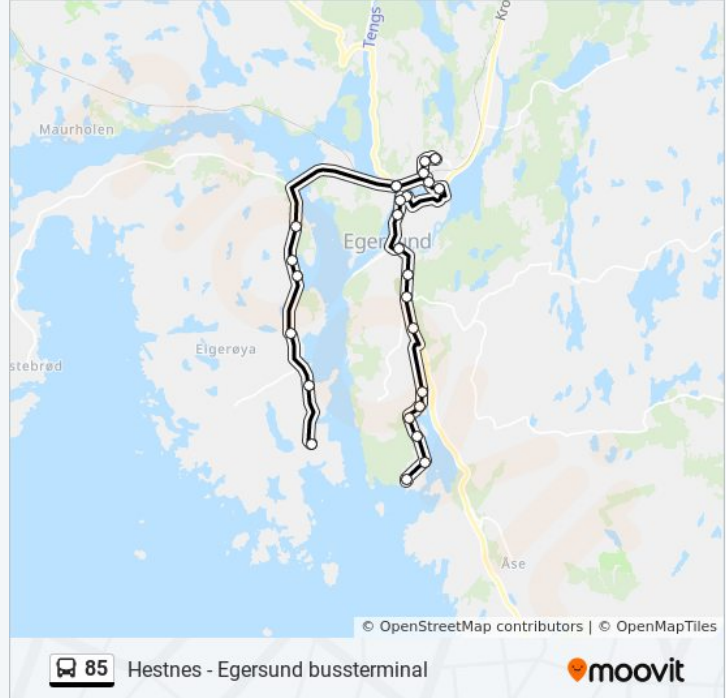 Tengs
Kro
Maurholen
Egersund
Eigerøya
stebrød
Åse
© OpenStreetMap contributors | © OpenMapTiles
85 Hestnes - Egersund bussterminal
moovit